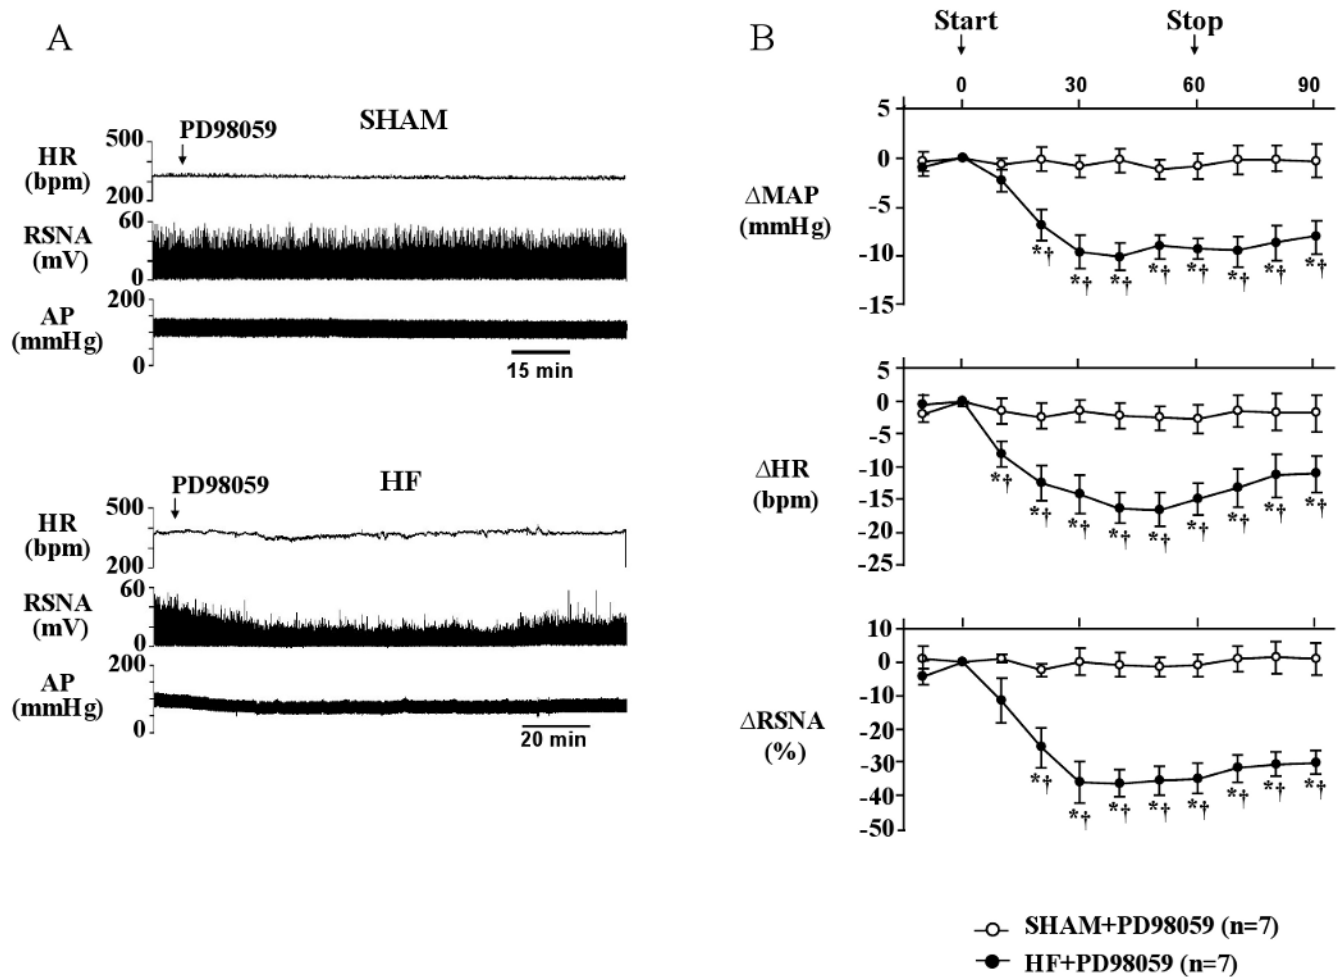 A
SHAM
PD98059
HR
(bpm)
500
200
RSNA
(mV)
60
0
AP
(mmHg)
200
0
15 min
HF
PD98059
HR
(bpm)
500
200
RSNA
(mV)
60
0
AP
(mmHg)
200
0
20 min
B
Start Stop
0 30 60 90
ΔMAP
(mmHg)
5
0
-5
-10
-15
*† *† *† *† *† *† *† *†
ΔHR
(bpm)
5
0
-5
-10
-15
-20
-25
*† *† *† *† *† *† *† *† *†
ΔRSNA
(%)
10
0
-10
-20
-30
-40
-50
*† *† *† *† *† *† *† *†
SHAM+PD98059 (n=7)
HF+PD98059 (n=7)